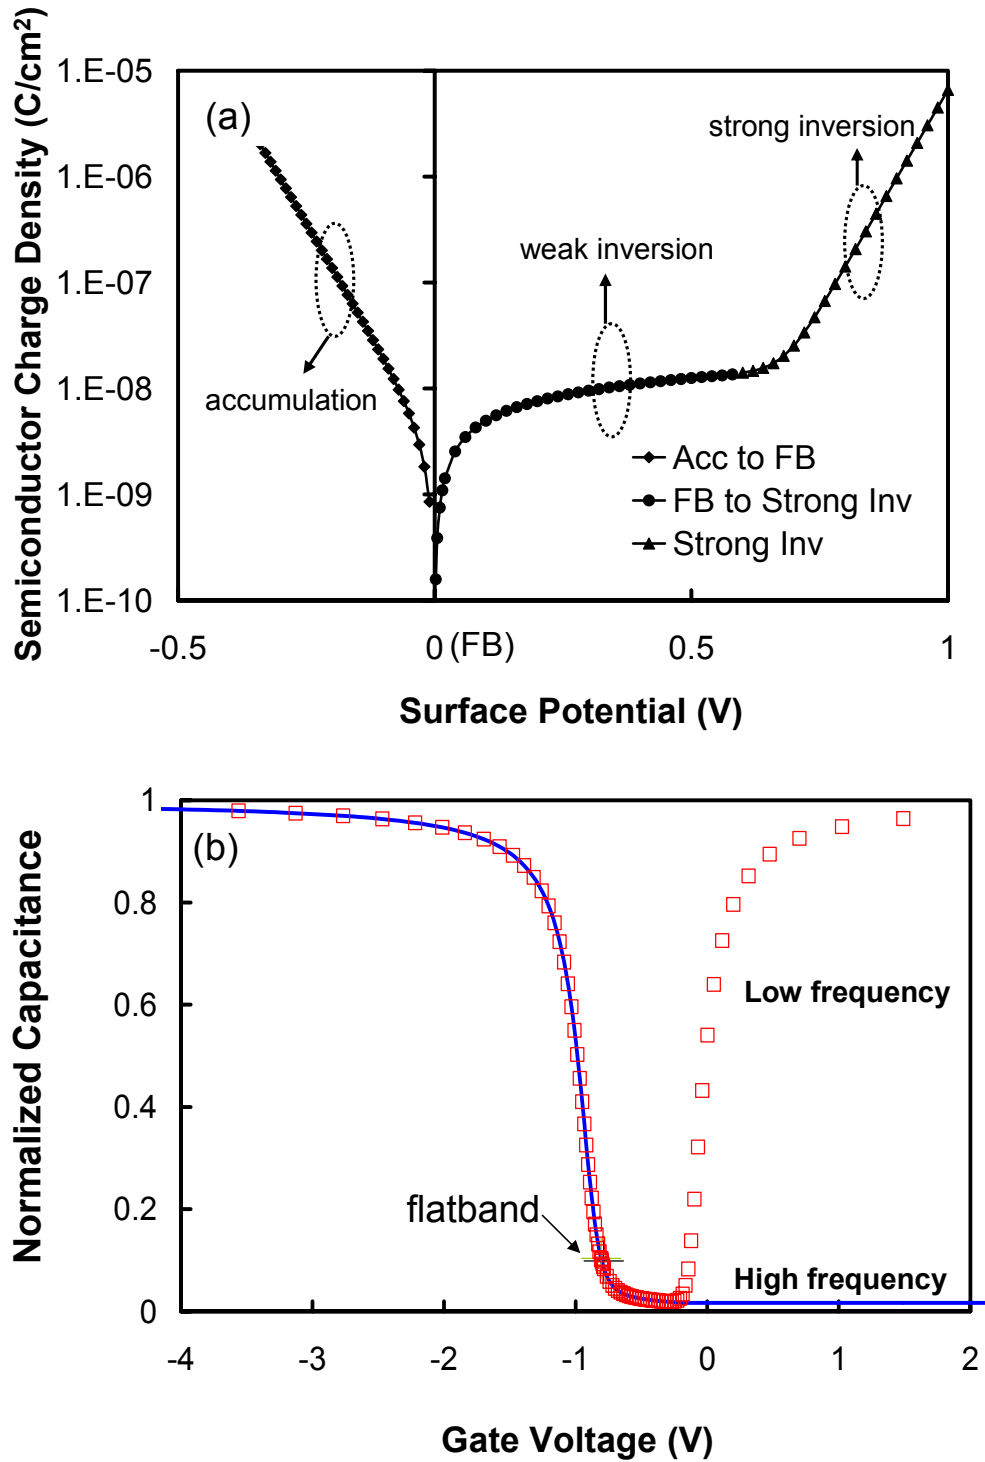 Semiconductor Charge Density (C/cm²)
1.E-05
1.E-06
1.E-07
1.E-08
1.E-09
1.E-10
(a)
strong inversion
weak inversion
accumulation
Acc to FB
FB to Strong Inv
Strong Inv
-0.5
0 (FB)
0.5
1
Surface Potential (V)
Normalized Capacitance
1
0.8
0.6
0.4
0.2
0
(b)
Low frequency
flatband
High frequency
-4
-3
-2
-1
0
1
2
Gate Voltage (V)